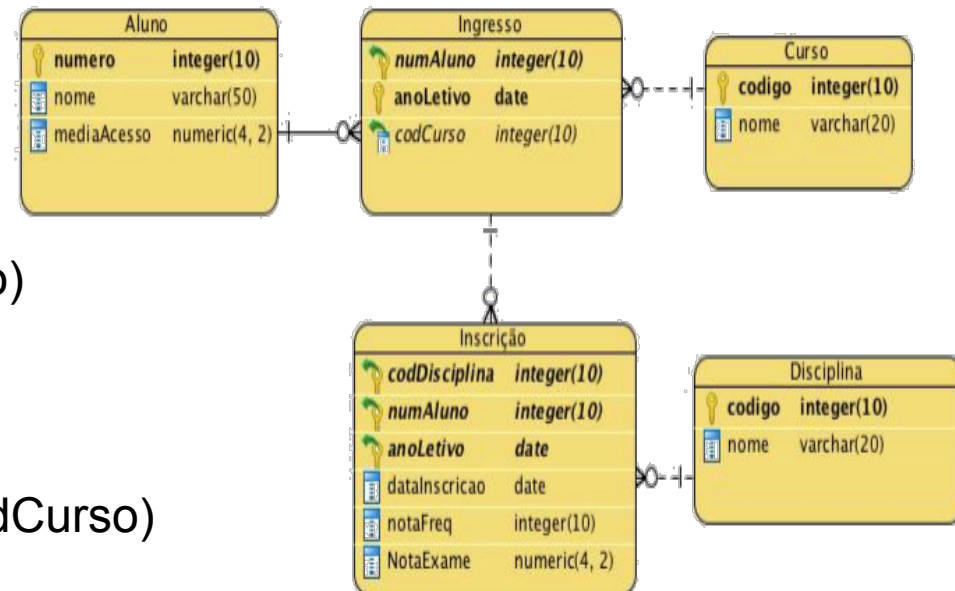 Aluno
numero integer(10)
nome varchar(50)
mediaAcesso numeric(4, 2)
Ingresso
numAluno integer(10)
anoLetivo date
codCurso integer(10)
Curso
codigo integer(10)
nome varchar(20)
o)
dCurso)
Inscrição
codDisciplina integer(10)
numAluno integer(10)
anoLetivo date
dataInscricao date
notaFreq integer(10)
NotaExame numeric(4, 2)
Disciplina
codigo integer(10)
nome varchar(20)